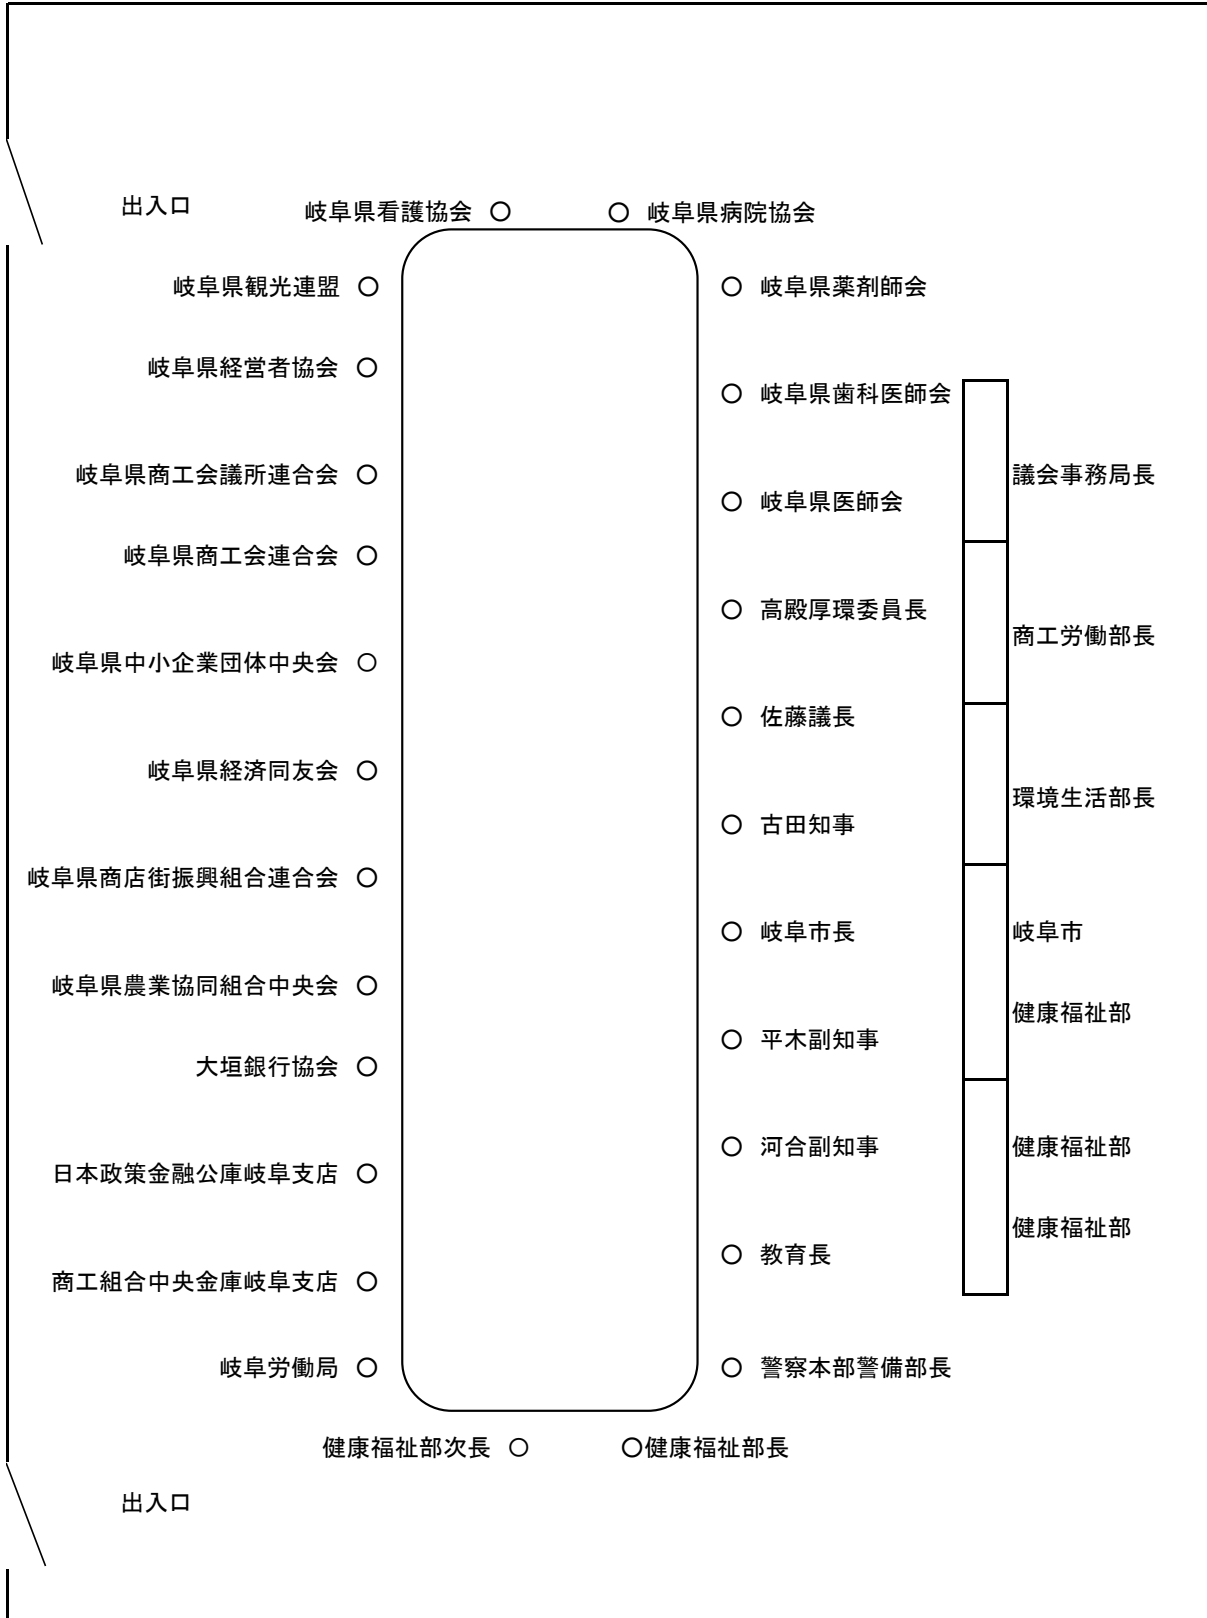 出入口
岐阜県看護協会 ○ ○ 岐阜県病院協会
岐阜県観光連盟 ○
○ 岐阜県薬剤師会
岐阜県経営者協会 ○
○ 岐阜県歯科医師会
岐阜県商工会議所連合会 ○
議会事務局長
○ 岐阜県医師会
岐阜県商工会連合会 ○
○ 高殿厚環委員長
商工労働部長
岐阜県中小企業団体中央会 ○
○ 佐藤議長
岐阜県経済同友会 ○
環境生活部長
○ 古田知事
岐阜県商店街振興組合連合会 ○
○ 岐阜市長
岐阜市
岐阜県農業協同組合中央会 ○
健康福祉部
○ 平木副知事
大垣銀行協会 ○
○ 河合副知事
健康福祉部
日本政策金融公庫岐阜支店 ○
健康福祉部
○ 教育長
商工組合中央金庫岐阜支店 ○
岐阜労働局 ○
○ 警察本部警備部長
健康福祉部次長 ○ ○健康福祉部長
出入口